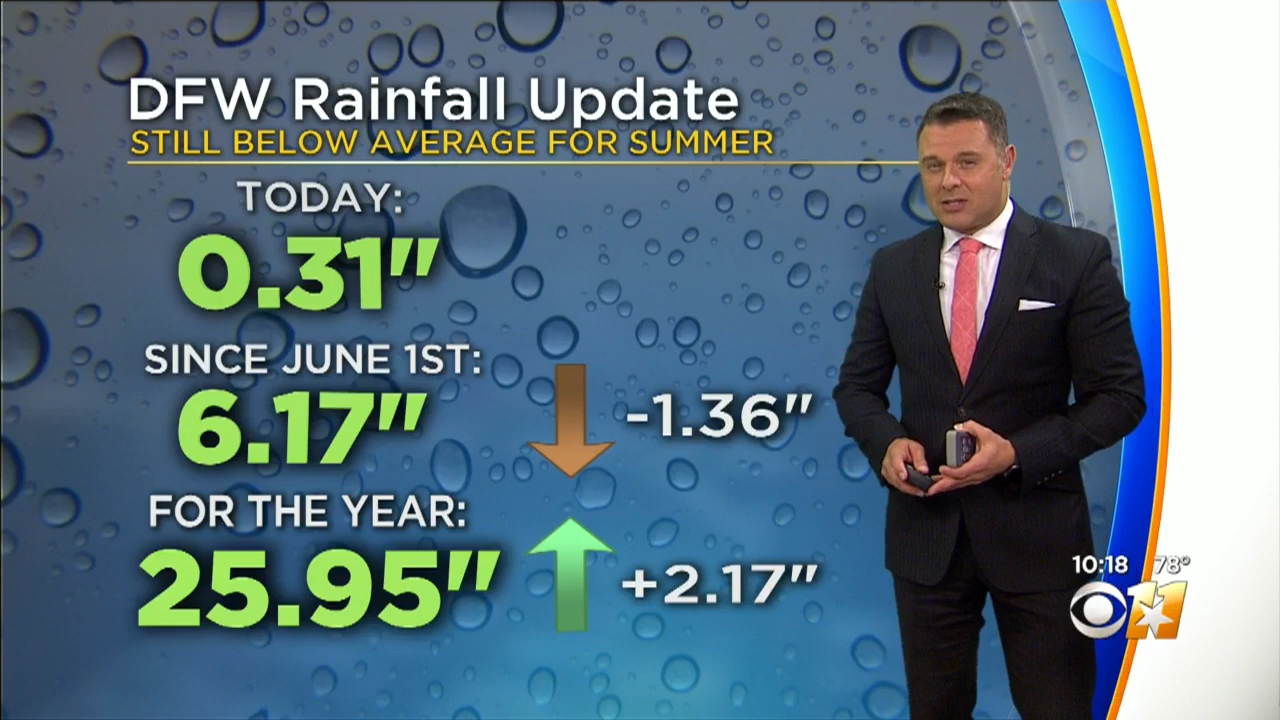 DFW Rainfall Update
STILL BELOW AVERAGE FOR SUMMER
TODAY:
0.31"
SINCE JUNE 1ST:
6.17"
-1.36"
FOR THE YEAR:
25.95"
+2.17"
10:18 78°
11